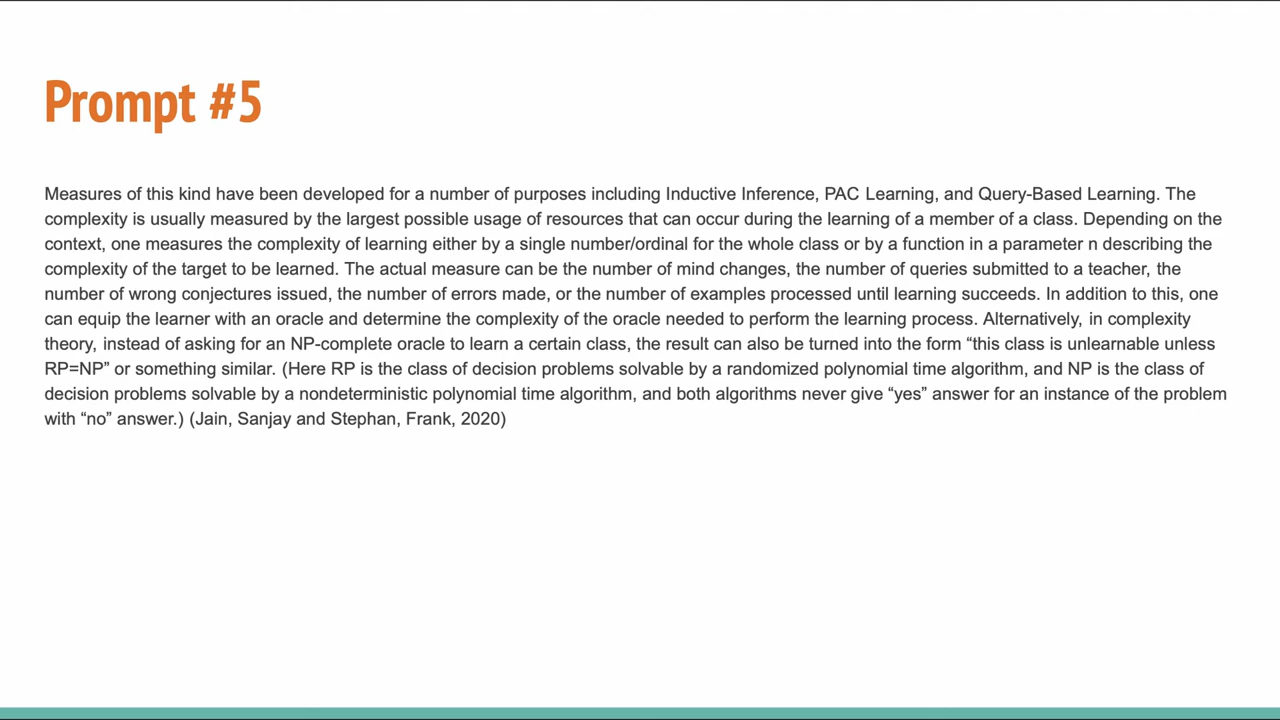 Prompt #5
Measures of this kind have been developed for a number of purposes including Inductive Inference, PAC Learning, and Query-Based Learning. The
complexity is usually measured by the largest possible usage of resources that can occur during the learning of a member of a class. Depending on the
context, one measures the complexity of learning either by a single number/ordinal for the whole class or by a function in a parameter n describing the
complexity of the target to be learned. The actual measure can be the number of mind changes, the number of queries submitted to a teacher, the
number of wrong conjectures issued, the number of errors made, or the number of examples processed until learning succeeds. In addition to this, one
can equip the learner with an oracle and determine the complexity of the oracle needed to perform the learning process. Alternatively, in complexity
theory, instead of asking for an NP-complete oracle to learn a certain class, the result can also be turned into the form “this class is unlearnable unless
RP=NP” or something similar. (Here RP is the class of decision problems solvable by a randomized polynomial time algorithm, and NP is the class of
decision problems solvable by a nondeterministic polynomial time algorithm, and both algorithms never give “yes” answer for an instance of the problem
with “no” answer.) (Jain, Sanjay and Stephan, Frank, 2020)